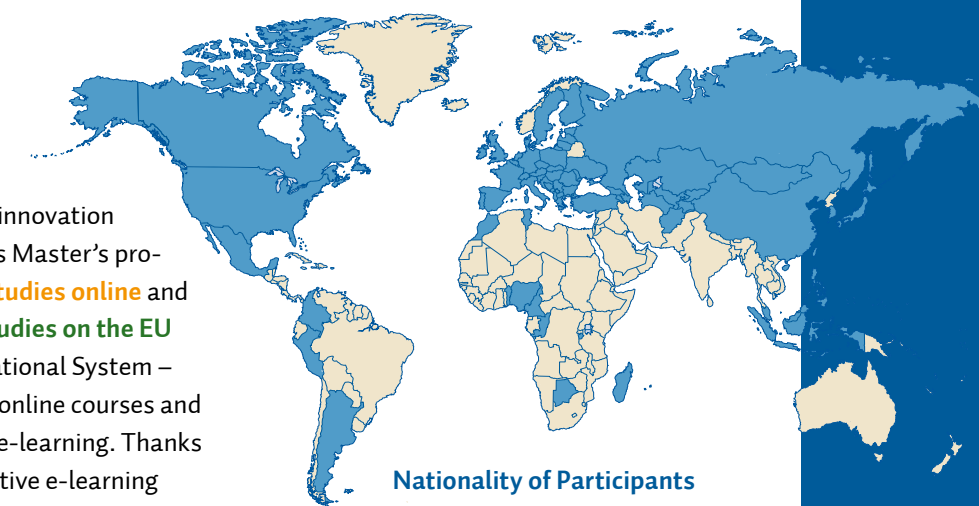 innovation
s Master’s pro-
tudies online and
udies on the EU
ational System –
online courses and
e-learning. Thanks
tive e-learning
Nationality of Participants